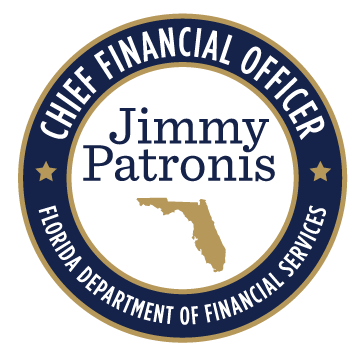 CHIEF FINANCIAL OFFICER
Jimmy
Patronis
FLORIDA DEPARTMENT OF FINANCIAL SERVICES